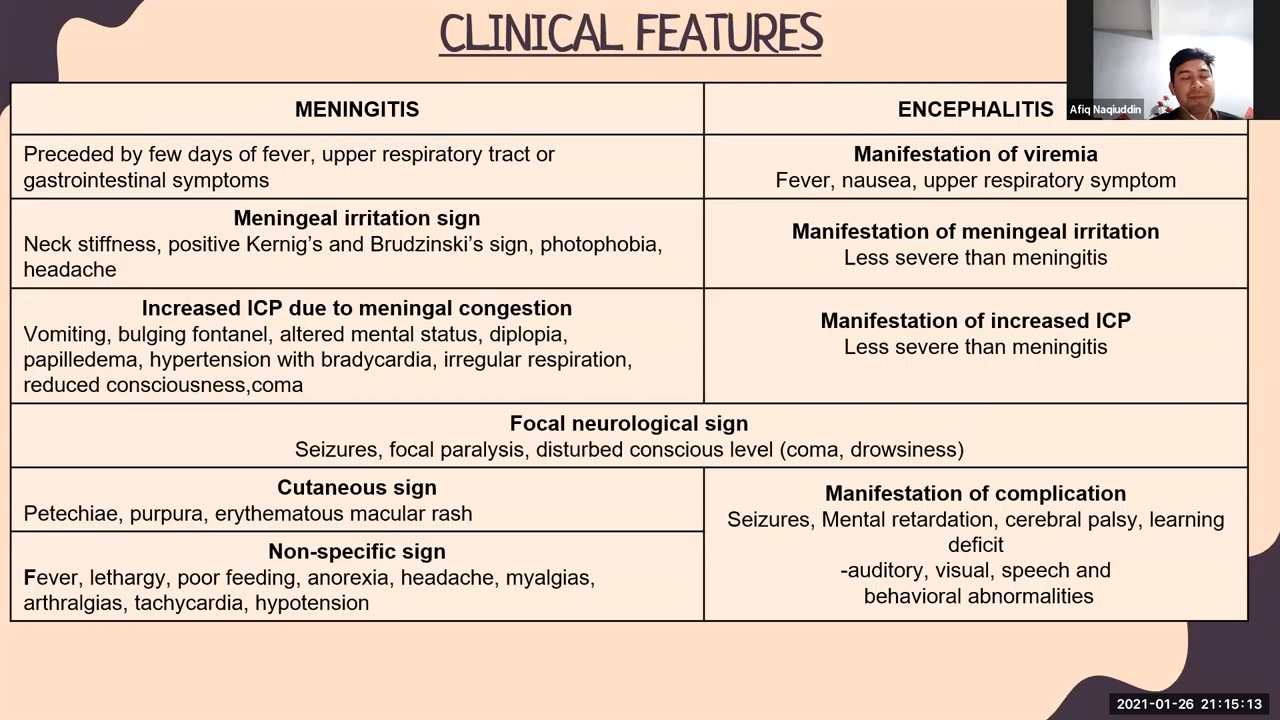 CLINICAL FEATURES
MENINGITIS
ENCEPHALITIS
Afiq Naqiuddin
Preceded by few days of fever, upper respiratory tract or
gastrointestinal symptoms
Manifestation of viremia
Fever, nausea, upper respiratory symptom
Meningeal irritation sign
Neck stiffness, positive Kernig’s and Brudzinski’s sign, photophobia,
headache
Manifestation of meningeal irritation
Less severe than meningitis
Increased ICP due to meningal congestion
Vomiting, bulging fontanel, altered mental status, diplopia,
papilledema, hypertension with bradycardia, irregular respiration,
reduced consciousness,coma
Manifestation of increased ICP
Less severe than meningitis
Focal neurological sign
Seizures, focal paralysis, disturbed conscious level (coma, drowsiness)
Cutaneous sign
Petechiae, purpura, erythematous macular rash
Non-specific sign
Fever, lethargy, poor feeding, anorexia, headache, myalgias,
arthralgias, tachycardia, hypotension
Manifestation of complication
Seizures, Mental retardation, cerebral palsy, learning
deficit
-auditory, visual, speech and
behavioral abnormalities
2021-01-26 21:15:13